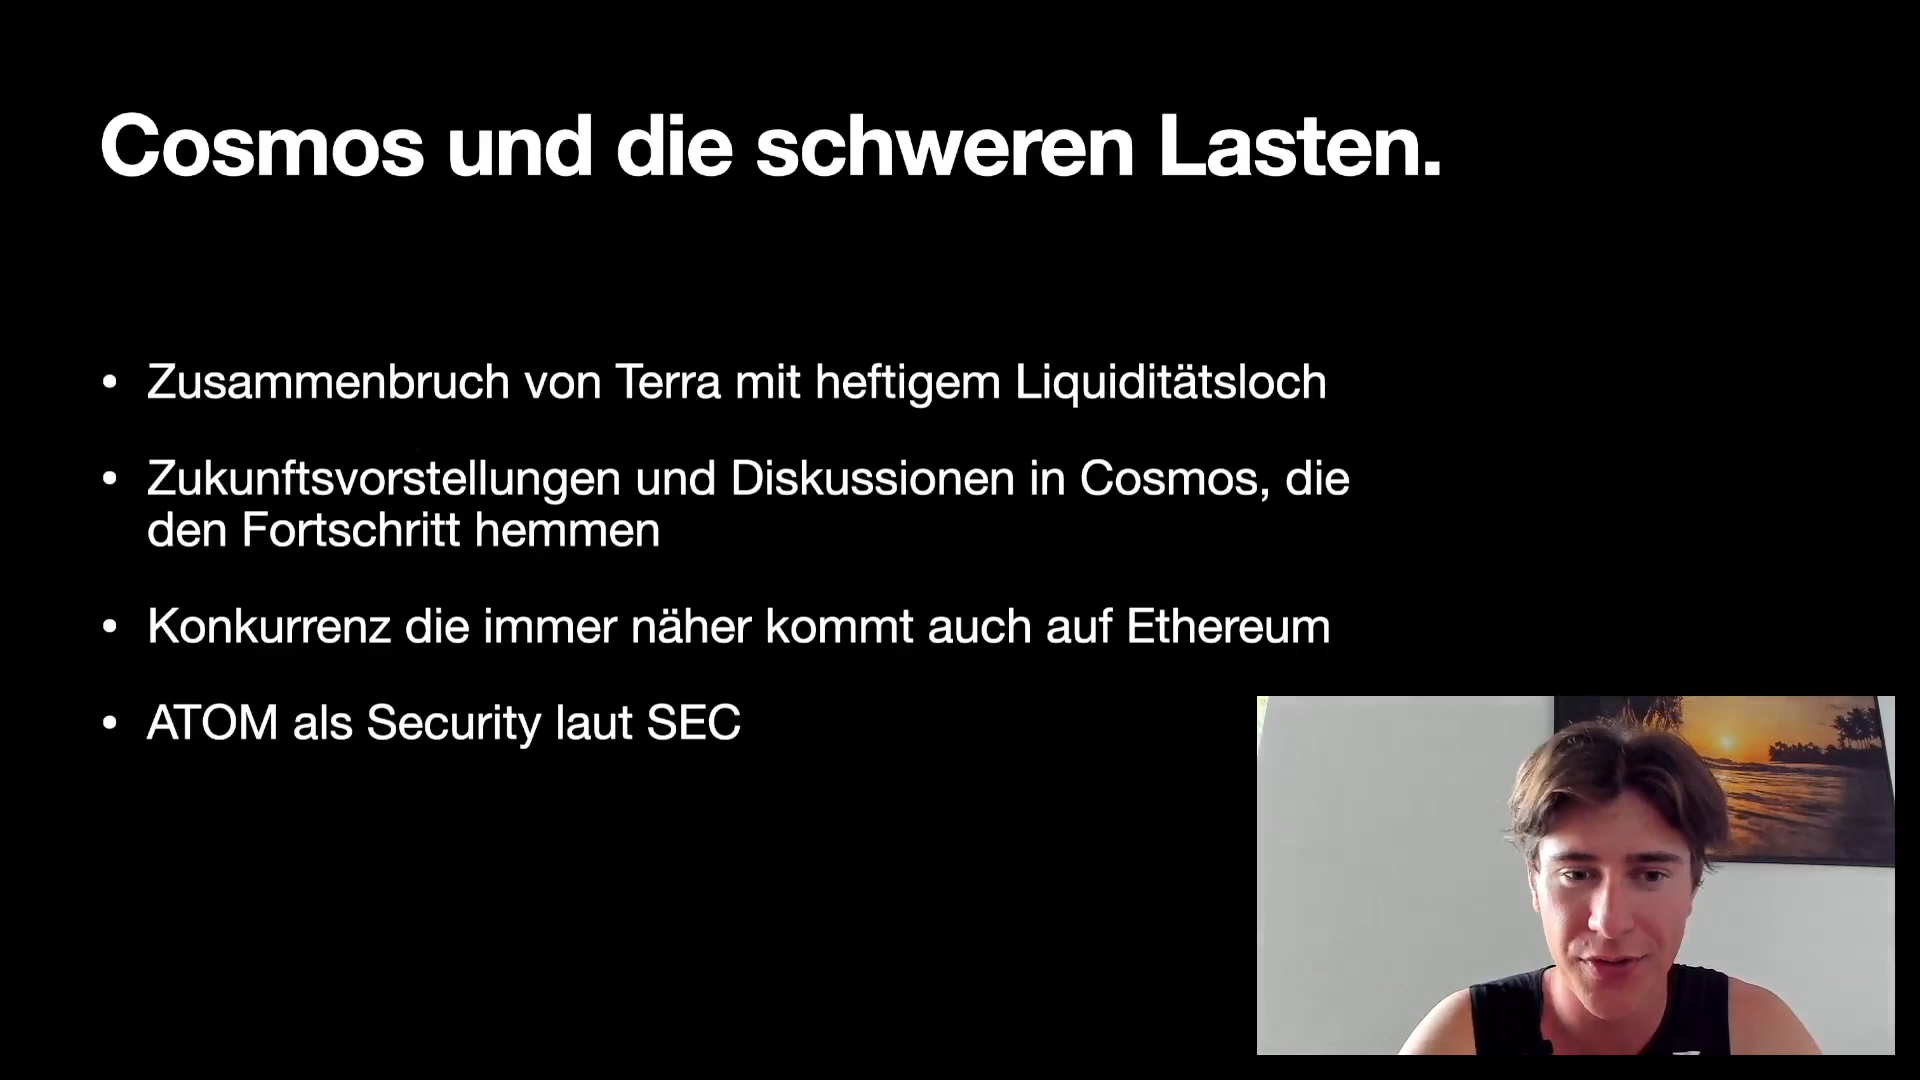 Cosmos und die schweren Lasten.
• Zusammenbruch von Terra mit heftigem Liquiditätsloch
• Zukunftsvorstellungen und Diskussionen in Cosmos, die
den Fortschritt hemmen
• Konkurrenz die immer näher kommt auch auf Ethereum
• ATOM als Security laut SEC